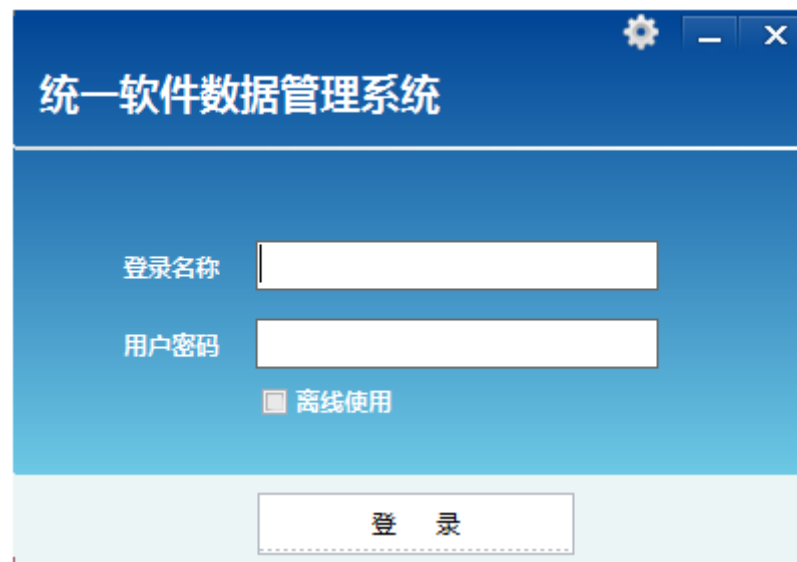 统一软件数据管理系统
登录名称
用户密码
离线使用
登 录